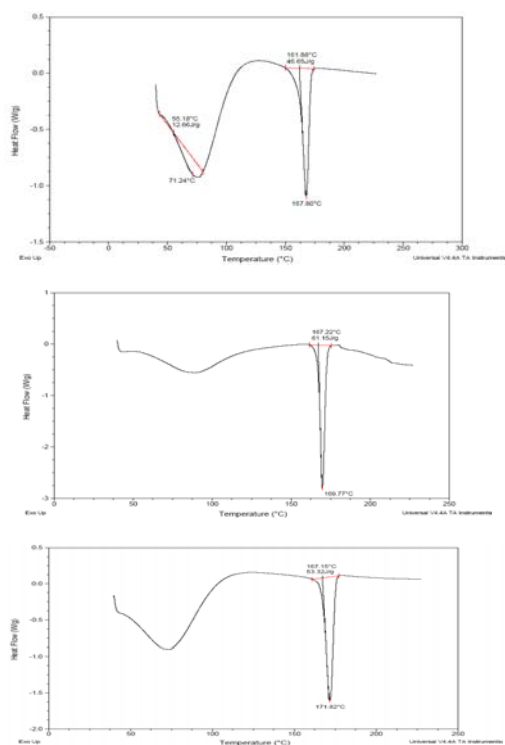 161.88°C
46.65J/g
0.0
55.18°C
12.66J/g
-0.5
Heat Flow (W/g)
71.24°C
-1.0
167.80°C
-1.5
-50 0 50 100 150 200 250 300
Exo Up Temperature (°C) Universal V4.4A TA Instruments
1
167.22°C
61.15J/g
0
-1
Heat Flow (W/g)
-2
169.77°C
-3
0 50 100 150 200 250
Exo Up Temperature (°C) Universal V4.4A TA Instruments
0.5
167.15°C
53.32J/g
0.0
-0.5
Heat Flow (W/g)
-1.0
-1.5
171.62°C
-2.0
0 50 100 150 200 250
Exo Up Temperature (°C) Universal V4.4A TA Instruments